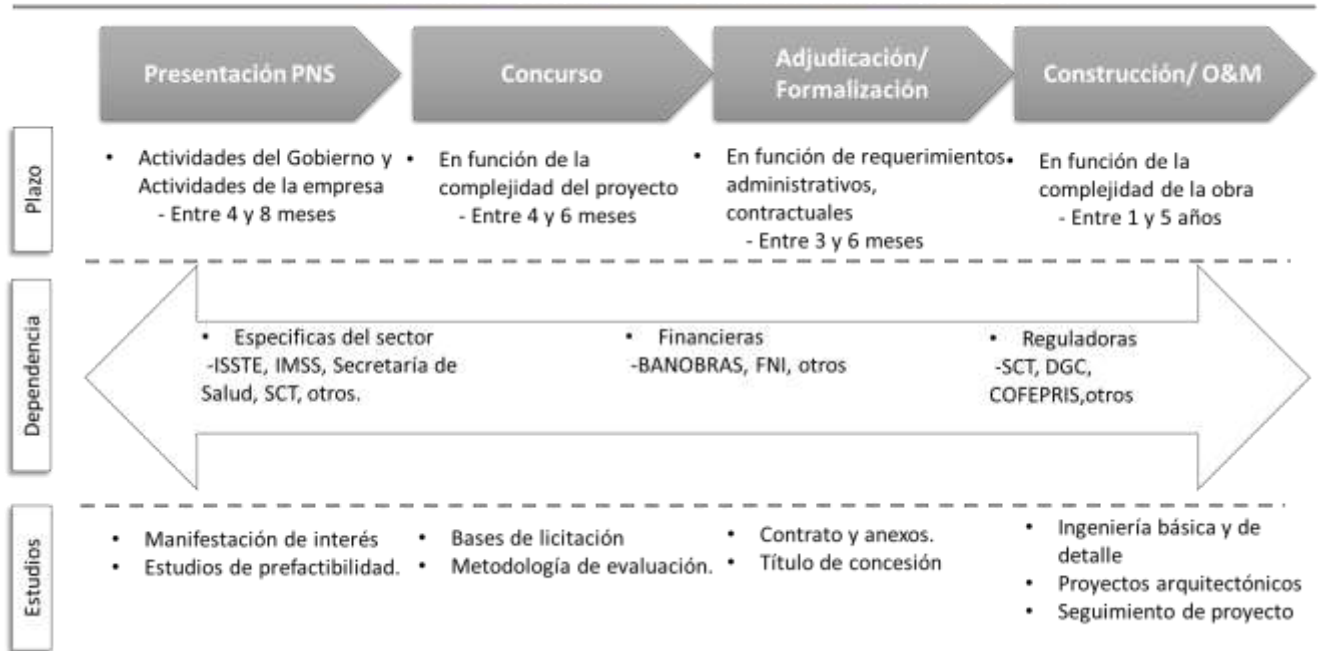 Presentación PNS
Concurso
Adjudicación/
Formalización
Construcción/ O&M
Plazo
• Actividades del Gobierno y
Actividades de la empresa
- Entre 4 y 8 meses
• En función de la
complejidad del proyecto
- Entre 4 y 6 meses
• En función de requerimientos
administrativos,
contractuales
- Entre 3 y 6 meses
• En función de la
complejidad de la obra
- Entre 1 y 5 años
Dependencia
• Especificas del sector
-ISSTE, IMSS, Secretaría de
Salud, SCT, otros.
• Financieras
-BANOBRAS, FNI, otros
• Reguladoras
-SCT, DGC,
COFEPRIS,otros
Estudios
• Manifestación de interés
• Estudios de prefactibilidad.
• Bases de licitación
• Metodología de evaluación.
• Contrato y anexos.
• Título de concesión
• Ingeniería básica y de
detalle
• Proyectos arquitectónicos
• Seguimiento de proyecto